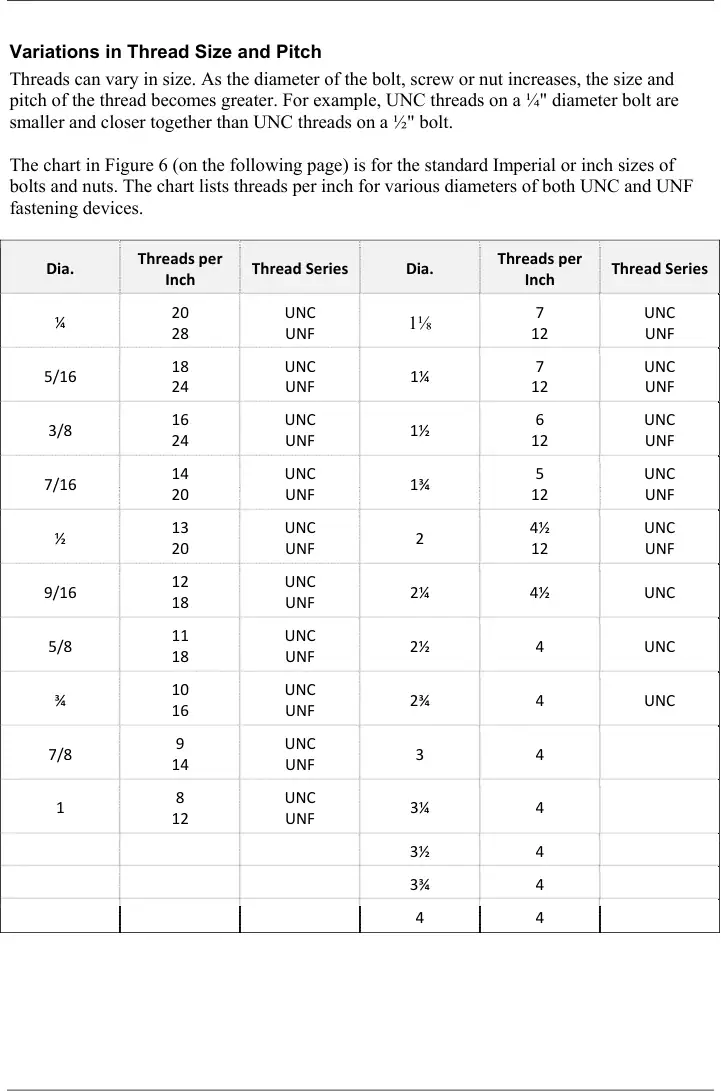 Variations in Thread Size and Pitch
Threads can vary in size. As the diameter of the bolt, screw or nut increases, the size and
pitch of the thread becomes greater. For example, UNC threads on a ¼" diameter bolt are
smaller and closer together than UNC threads on a ½" bolt.
The chart in Figure 6 (on the following page) is for the standard Imperial or inch sizes of
bolts and nuts. The chart lists threads per inch for various diameters of both UNC and UNF
fastening devices.
Dia. Threads per Inch Thread Series Dia. Threads per Inch Thread Series
¼ 20 UNC 1⅛ 7 UNC
28 UNF 12 UNF
5/16 18 UNC 1¼ 7 UNC
24 UNF 12 UNF
3/8 16 UNC 1½ 6 UNC
24 UNF 12 UNF
7/16 14 UNC 1¾ 5 UNC
20 UNF 12 UNF
½ 13 UNC 2 4½ UNC
20 UNF 12 UNF
9/16 12 UNC 2¼ 4½ UNC
18 UNF
5/8 11 UNC 2½ 4 UNC
18 UNF
¾ 10 UNC 2¾ 4 UNC
16 UNF
7/8 9 UNC 3 4
14 UNF
1 8 UNC 3¼ 4
12 UNF
3½ 4
3¾ 4
4 4